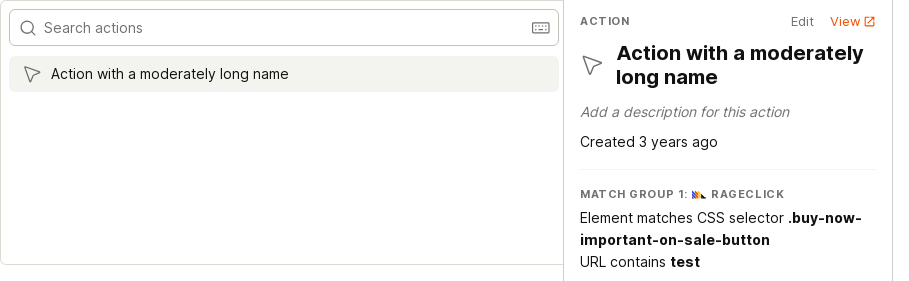 Search actions
Action with a moderately long name
ACTION
Edit
View
Action with a moderately
long name
Add a description for this action
Created 3 years ago
MATCH GROUP 1: RAGECLICK
Element matches CSS selector .buy-now-
important-on-sale-button
URL contains test